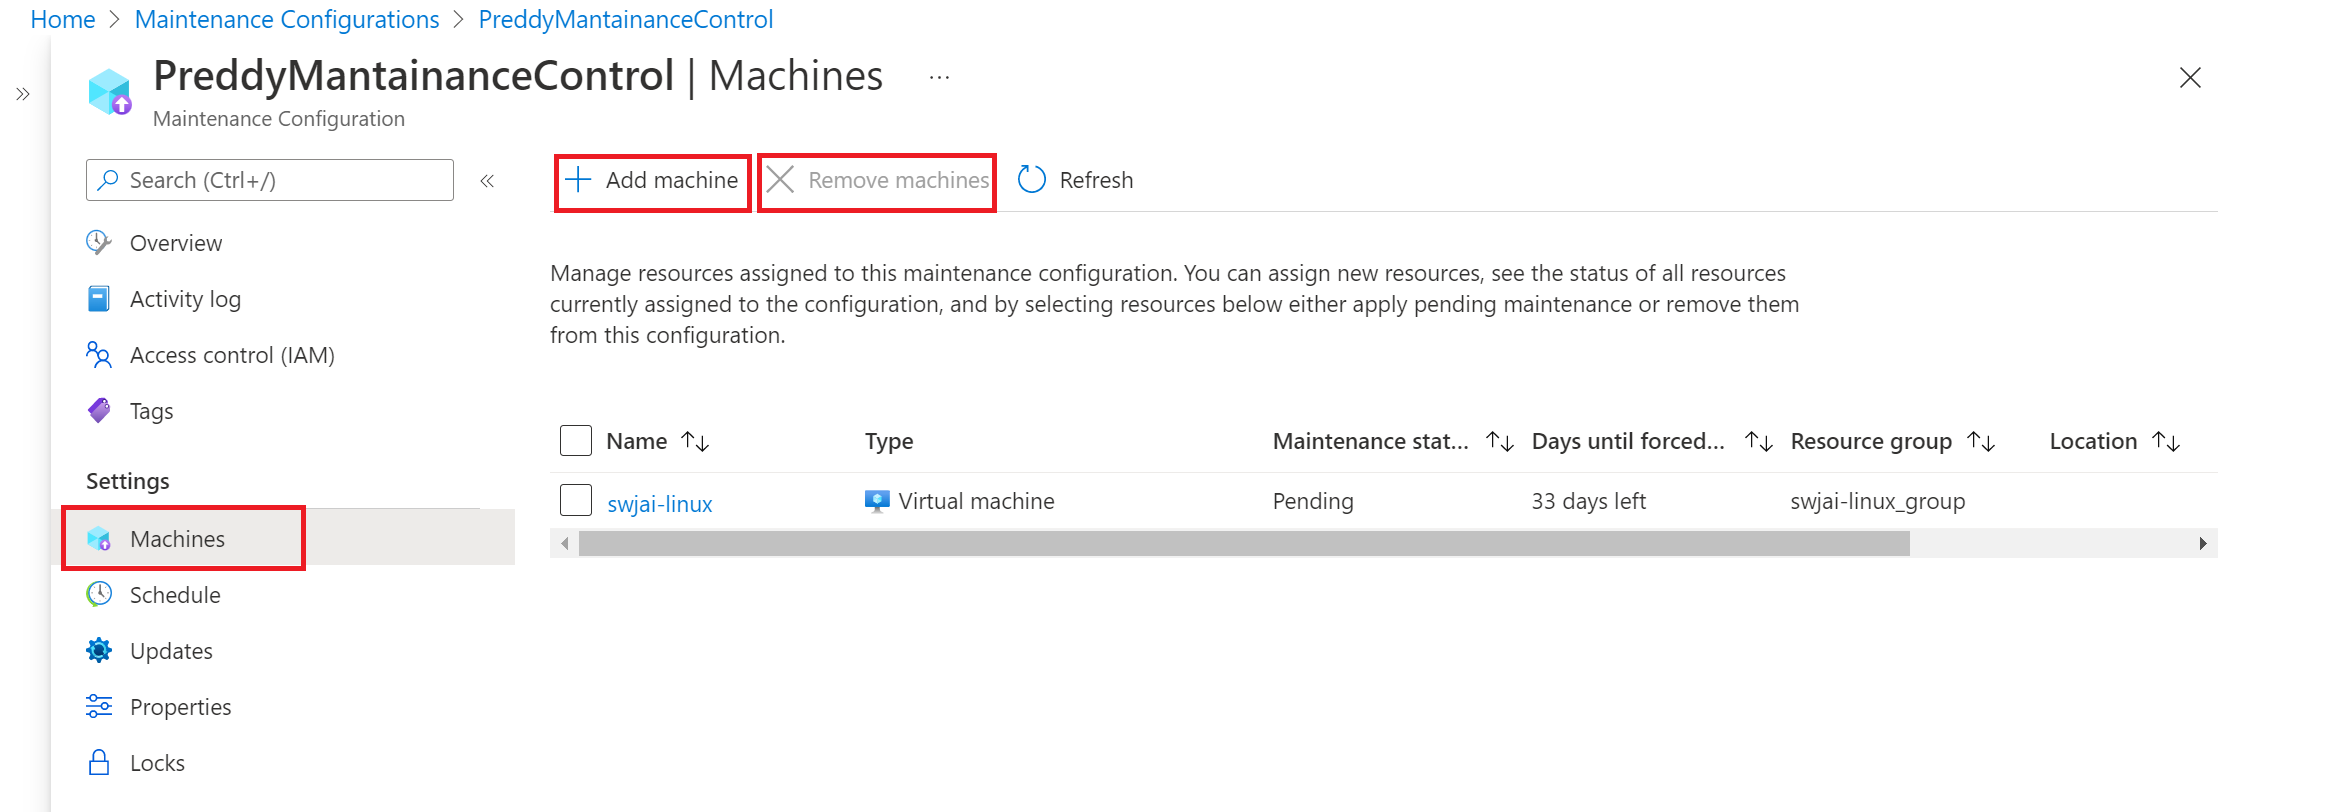 Home > Maintenance Configurations > PreddyMantainanceControl
PreddyMantainanceControl | Machines ...
Maintenance Configuration
Search (Ctrl+/)
Add machine
Remove machines
Refresh
Overview
Activity log
Access control (IAM)
Tags
Settings
Machines
Schedule
Updates
Properties
Locks
Manage resources assigned to this maintenance configuration. You can assign new resources, see the status of all resources
currently assigned to the configuration, and by selecting resources below either apply pending maintenance or remove them
from this configuration.
Name Type Maintenance stat... Days until forced... Resource group Location
swjai-linux Virtual machine Pending 33 days left swjai-linux_group